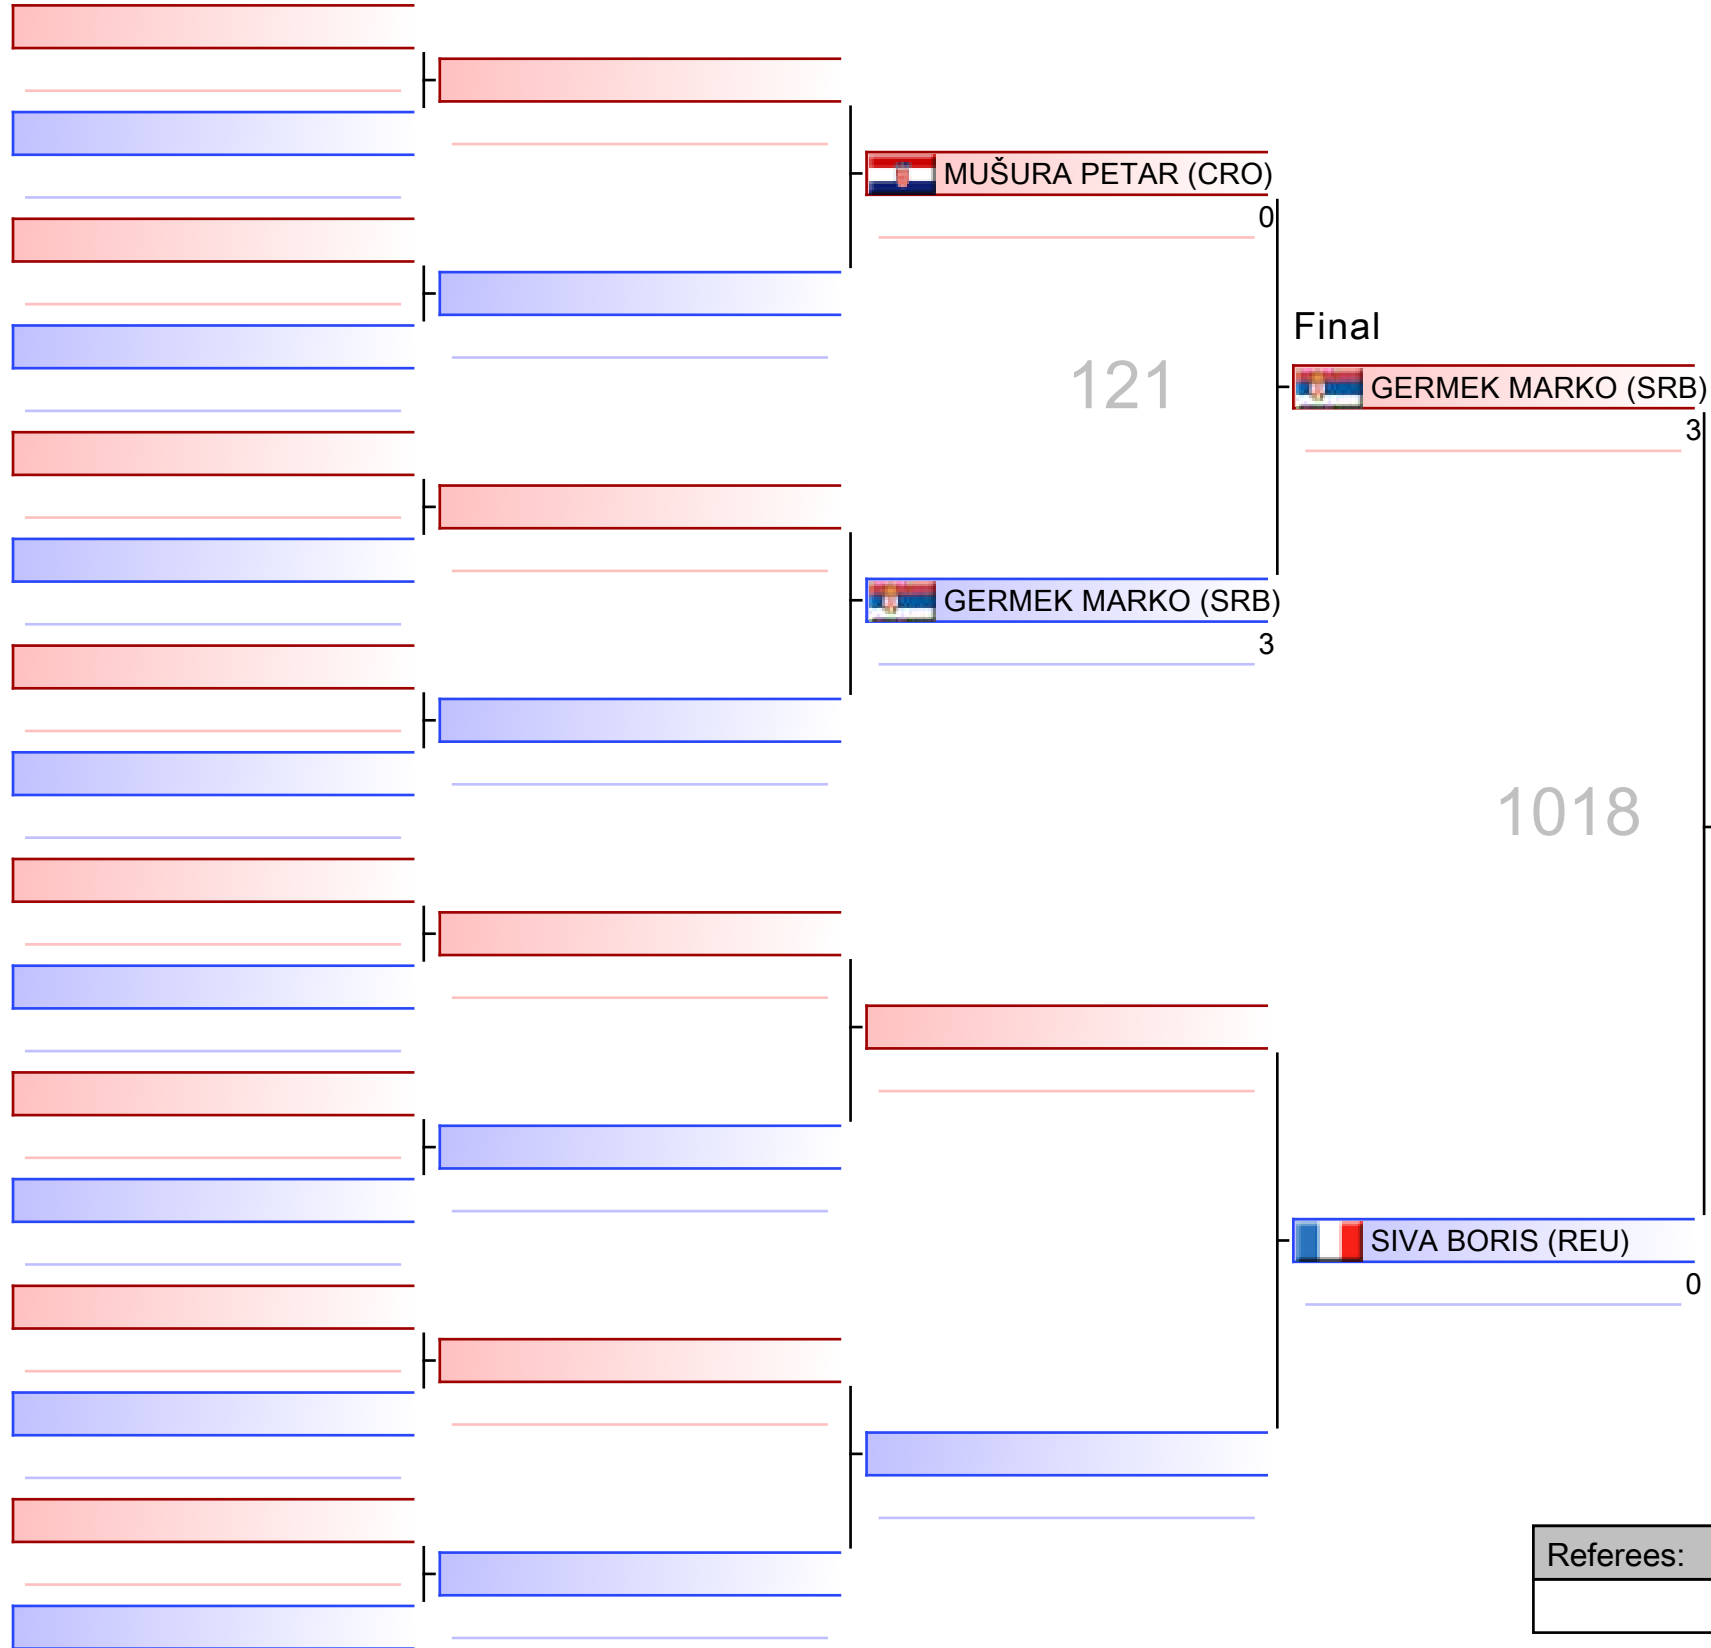 MUŠURA PETAR (CRO)
0
Final
121
GERMEK MARKO (SRB)
3
GERMEK MARKO (SRB)
3
1018
SIVA BORIS (REU)
0
Referees: